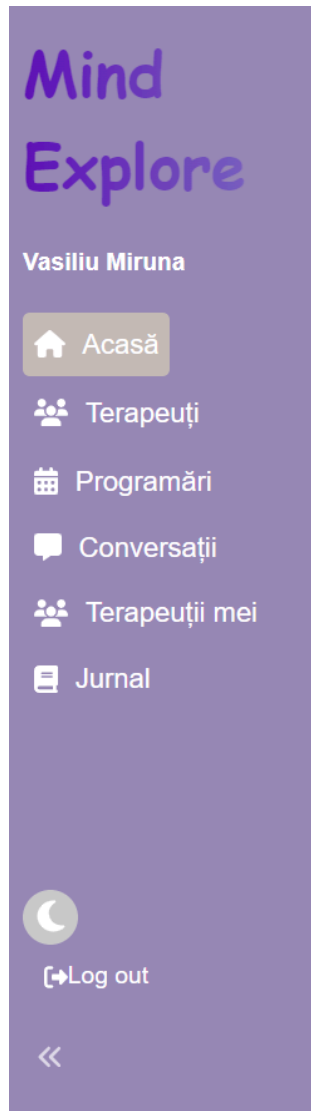 Mind
Explore
Vasiliu Miruna
Acasă
Terapeuți
Programări
Conversații
Terapeuții mei
Jurnal
Log out